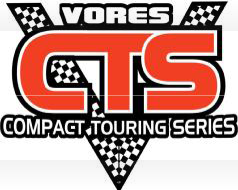 VORES
CTS
COMPACT TOURING SERIES